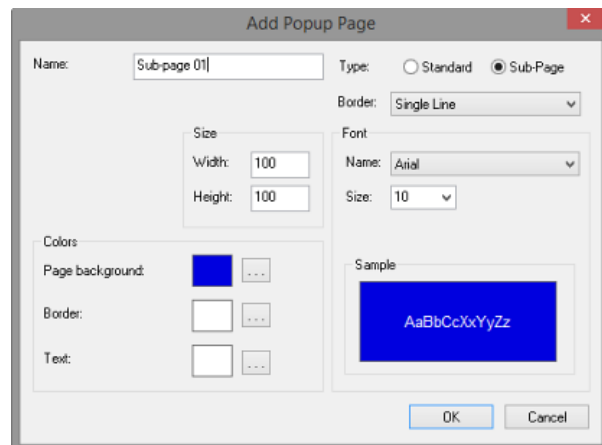 Add Popup Page
Name: Sub-page 01
Type: Standard Sub-Page
Border: Single Line
Size
Width: 100
Height: 100
Font
Name: Arial
Size: 10
Colors
Page background: ...
Border: ...
Text: ...
Sample
AaBbCcXxYyZz
OK Cancel